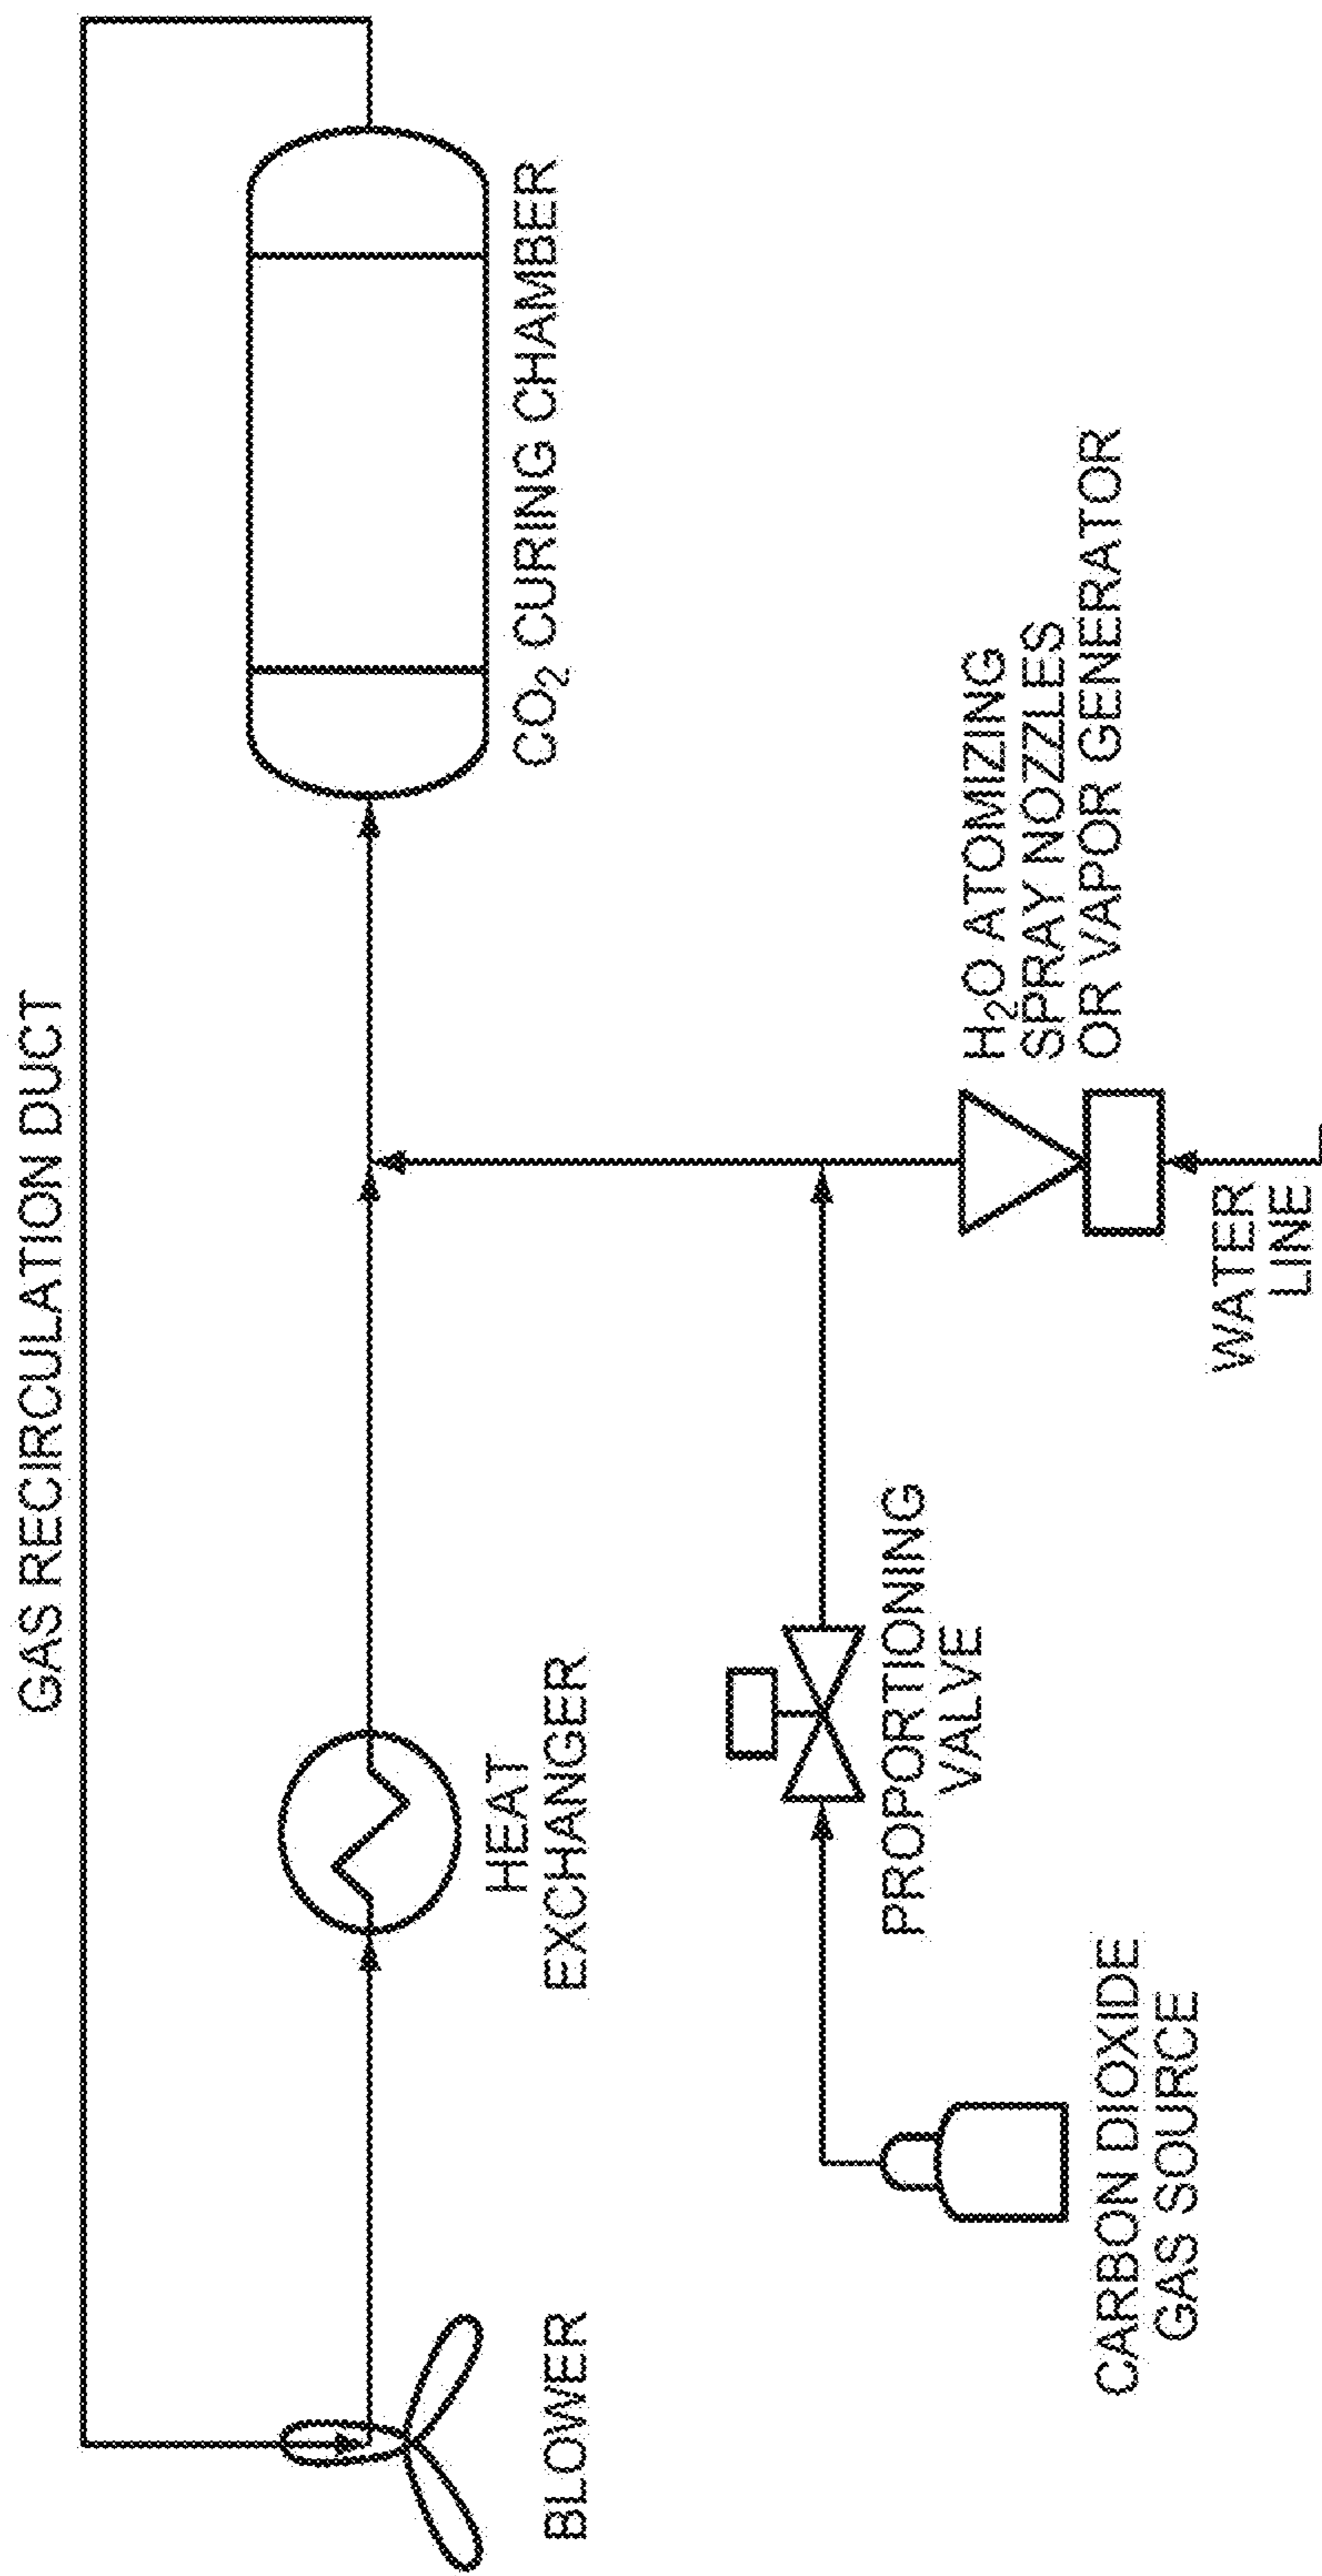 GAS RECIRCULATION DUCT
BLOWER
HEAT
EXCHANGER
CO₂ CURING CHAMBER
PROPORTIONING
VALVE
CARBON DIOXIDE
GAS SOURCE
H₂O ATOMIZING
SPRAY NOZZLES
OR VAPOR GENERATOR
WATER
LINE